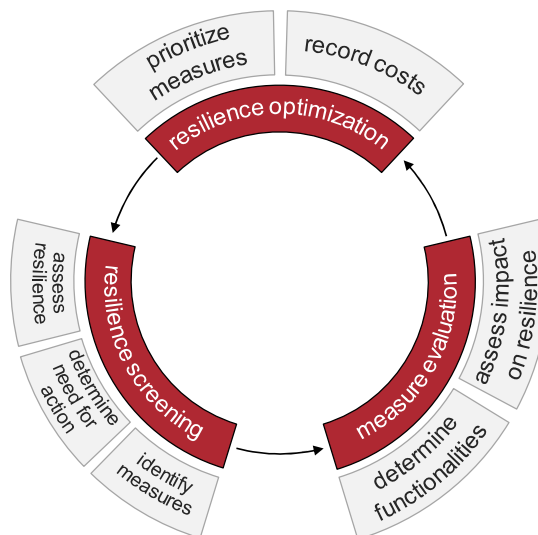 prioritize
measures
record costs
resilience optimization
assess
resilience
resilience screening
determine
need for
action
identify
measures
measure evaluation
assess impact
on resilience
determine
functionalities